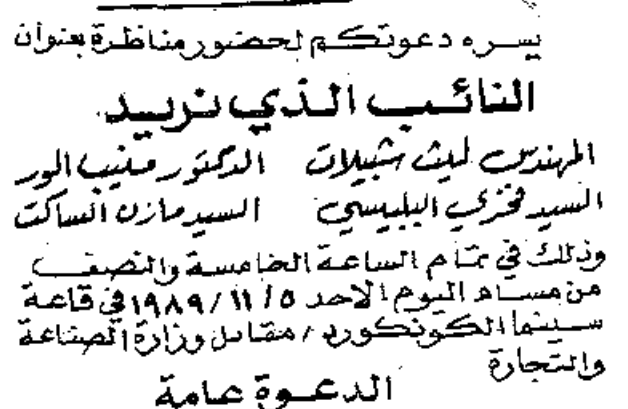 يسره دعوتكم لحضور مناظرة بعنوان
النائب الذي نريد
المهندس ليث شبيلات الدكتور منيب الور
السيد فخري البلبيسي السيد مازن الساكت
وذلك في تمام الساعة الخامسة والنصف
من مساء اليوم الاحد ١٩٨٩/١١/٥ في قاعة
سينما الكونكورد / مقابل وزارة الصناعة
والتجارة
الدعوة عامة